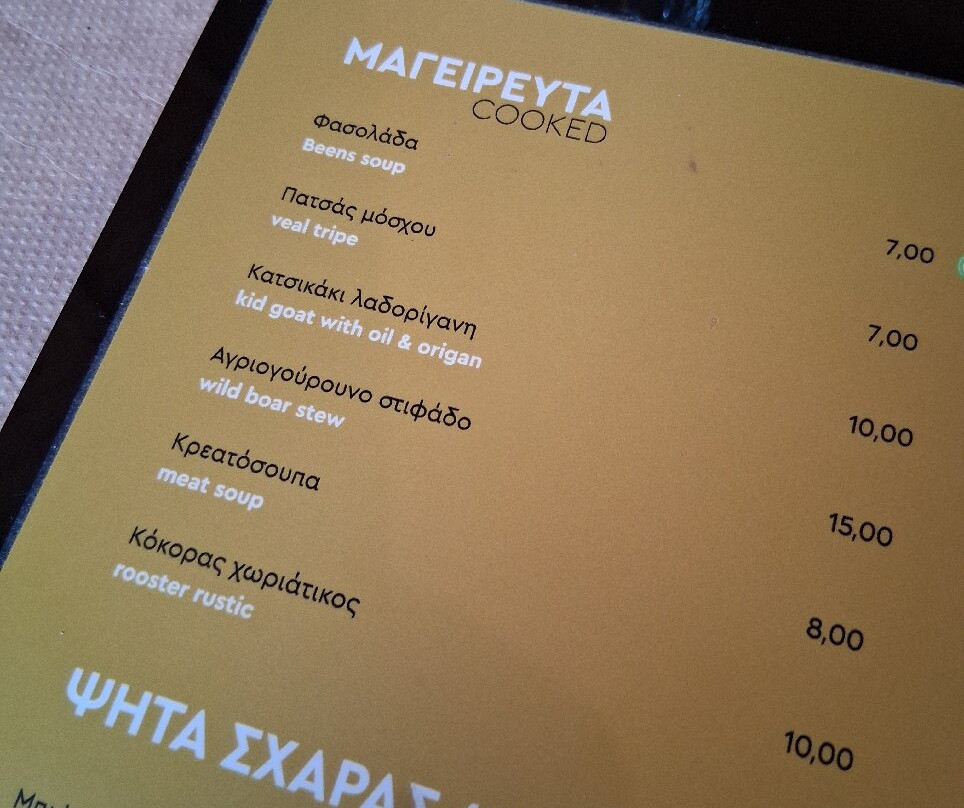 ΜΑΓΕΙΡΕΥΤΑ
COOKED
Φασολάδα 7,00
Beens soup
Πατσάς μόσχου 7,00
veal tripe
Κατσικάκι λαδορίγανη 10,00
kid goat with oil & origan
Αγριογούρουνο στιφάδο 15,00
wild boar stew
Κρεατόσουπα 8,00
meat soup
Κόκορας χωριάτικος 10,00
rooster rustic
ΨΗΤΑ ΣΧΑΡΑΣ